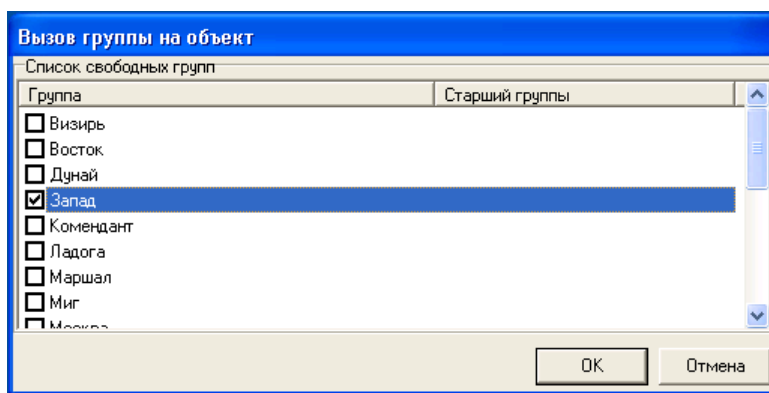 Вызов группы на объект
Список свободных групп
Группа Старший группы
Визирь
Восток
Дунай
Запад
Комендант
Ладога
Маршал
Миг
OK Отмена